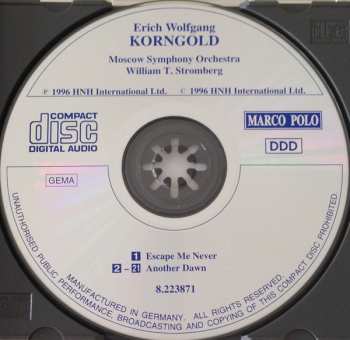 Erich Wolfgang
KORNGOLD
Moscow Symphony Orchestra
William T. Stromberg
℗ 1996 HNH International Ltd. © 1996 HNH International Ltd.
COMPACT
disc
DIGITAL AUDIO
MARCO POLO
DDD
GEMA
1 Escape Me Never
2 – 21 Another Dawn
8.223871
MANUFACTURED IN GERMANY. ALL RIGHTS RESERVED.
UNAUTHORISED PUBLIC PERFORMANCE, BROADCASTING AND COPYING OF THIS COMPACT DISC PROHIBITED